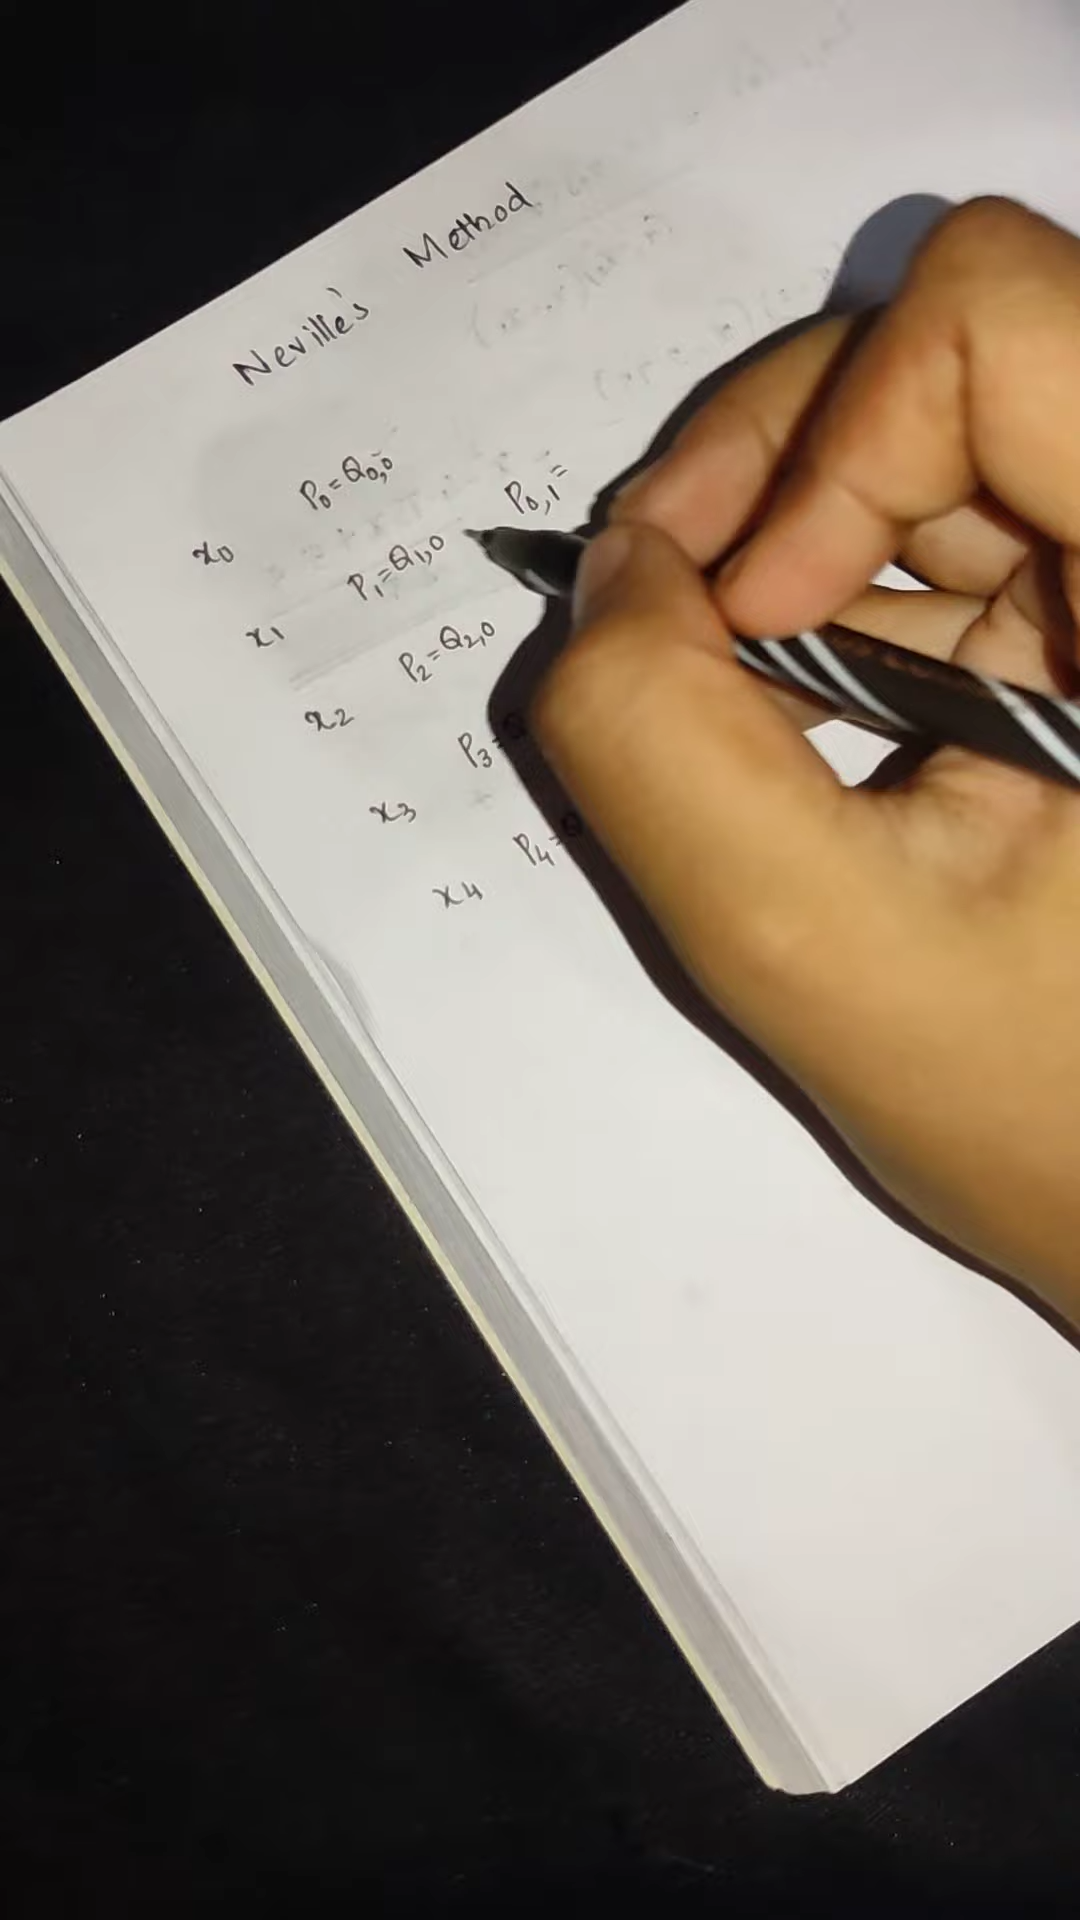 Neville's Method
x0 P0=Q0,0 P0,1=
x1 P1=Q1,0
x2 P2=Q2,0
x3 P3=Q
x4 P4=Q